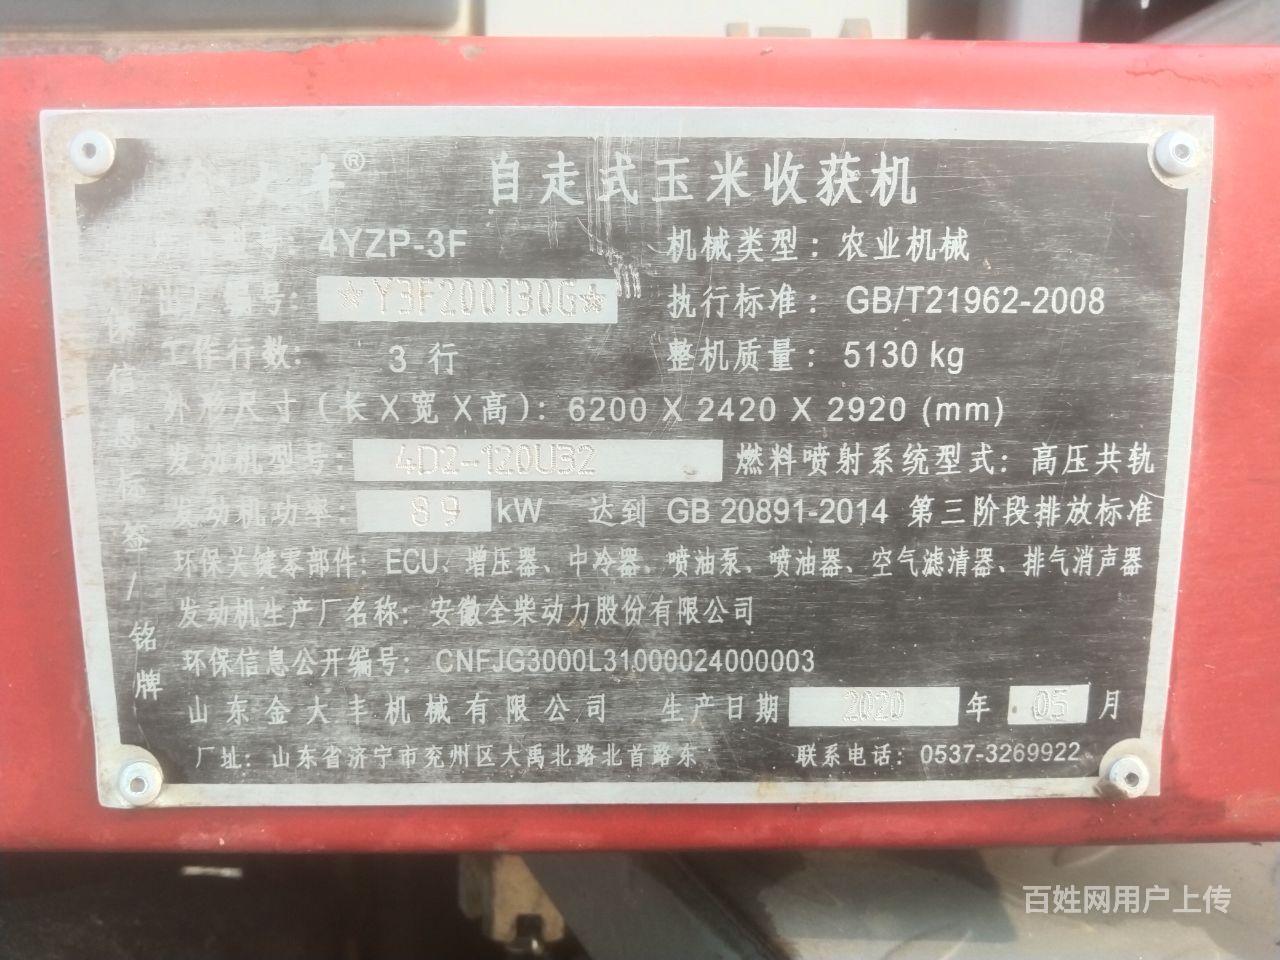 金大丰® 自走式玉米收获机
号: 4YZP-3F 机械类型: 农业机械
编号: ☆Y3F200130G☆ 执行标准: GB/T21962-2008
工作行数: 3 行 整机质量: 5130 kg
外形尺寸(长X宽X高): 6200 X 2420 X 2920 (mm)
发动机型号: 4D2-120U32 燃料喷射系统型式: 高压共轨
发动机功率 89 kW 达到 GB 20891-2014 第三阶段排放标准
环保关键零部件: ECU、增压器、中冷器、喷油泵、喷油器、空气滤清器、排气消声器
发动机生产厂名称: 安徽全柴动力股份有限公司
环保信息公开编号: CNFJG3000L31000024000003
山东金大丰机械有限公司 生产日期 2020 年 05 月
厂址: 山东省济宁市兖州区大禹北路北首路东 联系电话: 0537-3269922
环保信息标签/铭牌
百姓网用户上传